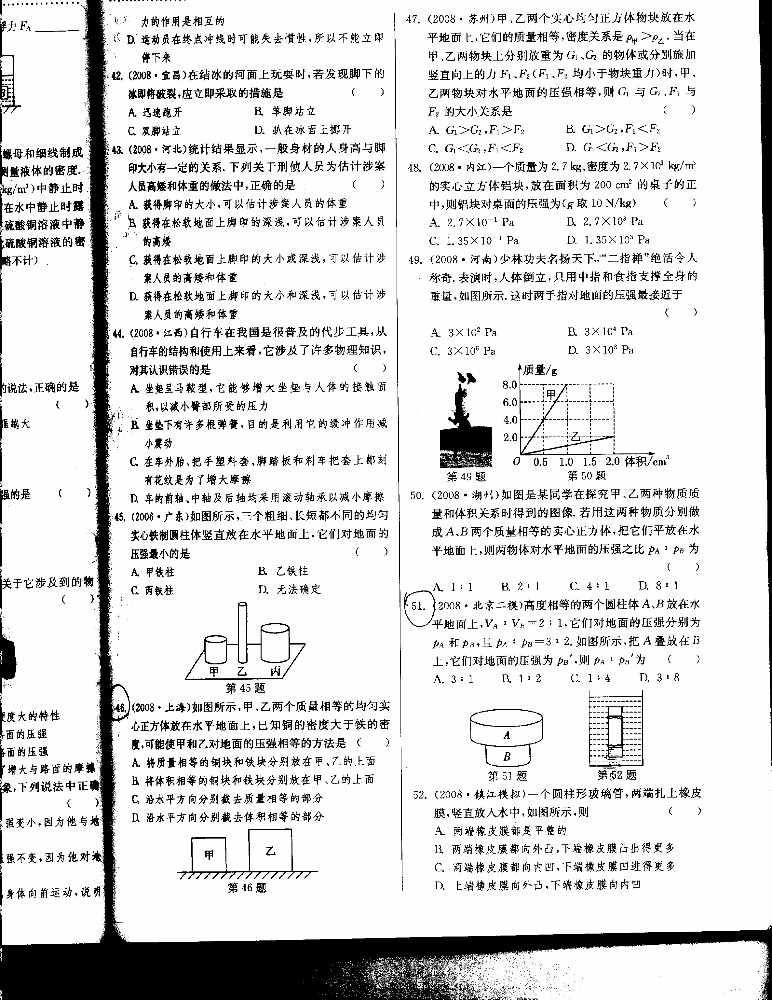 浮力 FA
螺母和细线制成
测量液体的密度.
kg/m³)中静止时
在水中静止时露
硫酸铜溶液中静
硫酸铜溶液的密
略不计)
的说法,正确的是
(  )
强越大
强的是 (  )
关于它涉及到的物
(  )
硬度大的特性
面的压强
路面的压强
了增大与路面的摩擦
象,下列说法中正确
(  )
强变小,因为他与地
强不变,因为他对地
,身体向前运动,说明
力的作用是相互的
D. 运动员在终点冲线时可能失去惯性,所以不能立即
停下来
42. (2008·宜昌)在结冰的河面上玩耍时,若发现脚下的
冰即将破裂,应立即采取的措施是 (  )
A. 迅速跑开 B. 单脚站立
C. 双脚站立 D. 趴在冰面上挪开
43. (2008·河北)统计结果显示,一般身材的人身高与脚
印大小有一定的关系. 下列关于刑侦人员为估计涉案
人员高矮和体重的做法中,正确的是 (  )
A. 获得脚印的大小,可以估计涉案人员的体重
B. 获得在松软地面上脚印的深浅,可以估计涉案人员
的高矮
C. 获得在松软地面上脚印的大小或深浅,可以估计涉
案人员的高矮和体重
D. 获得在松软地面上脚印的大小和深浅,可以估计涉
案人员的高矮和体重
44. (2008·江西)自行车在我国是很普及的代步工具,从
自行车的结构和使用上来看,它涉及了许多物理知识,
对其认识错误的是 (  )
A. 坐垫呈马鞍型,它能够增大坐垫与人体的接触面
积,以减小臀部所受的压力
B. 坐垫下有许多根弹簧,目的是利用它的缓冲作用减
小震动
C. 在车外胎、把手塑料套、脚踏板和刹车把套上都刻
有花纹是为了增大摩擦
D. 车的前轴、中轴及后轴均采用滚动轴承以减小摩擦
45. (2006·广东)如图所示,三个粗细、长短都不同的均匀
实心铁制圆柱体竖直放在水平地面上,它们对地面的
压强最小的是 (  )
A. 甲铁柱 B. 乙铁柱
C. 丙铁柱 D. 无法确定
甲 乙 丙
第 45 题
46. (2008·上海)如图所示,甲、乙两个质量相等的均匀实
心正方体放在水平地面上,已知铜的密度大于铁的密
度,可能使甲和乙对地面的压强相等的方法是 (  )
A. 将质量相等的铜块和铁块分别放在甲、乙的上面
B. 将体积相等的铜块和铁块分别放在甲、乙的上面
C. 沿水平方向分别截去质量相等的部分
D. 沿水平方向分别截去体积相等的部分
甲 乙
第 46 题
47. (2008·苏州)甲、乙两个实心均匀正方体物块放在水
平地面上,它们的质量相等,密度关系是 ρ甲>ρ乙. 当在
甲、乙两物块上分别放重为 G₁、G₂ 的物体或分别施加
竖直向上的力 F₁、F₂(F₁、F₂ 均小于物块重力)时,甲、
乙两物块对水平地面的压强相等,则 G₁ 与 G₂、F₁ 与
F₂ 的大小关系是 (  )
A. G₁>G₂,F₁>F₂ B. G₁>G₂,F₁<F₂
C. G₁<G₂,F₁<F₂ D. G₁<G₂,F₁>F₂
48. (2008·内江)一个质量为 2.7 kg、密度为 2.7×10³ kg/m³
的实心立方体铝块,放在面积为 200 cm² 的桌子的正
中,则铝块对桌面的压强为(g 取 10 N/kg) (  )
A. 2.7×10⁻¹ Pa B. 2.7×10³ Pa
C. 1.35×10⁻¹ Pa D. 1.35×10³ Pa
49. (2008·河南)少林功夫名扬天下,“二指禅”绝活令人
称奇. 表演时,人体倒立,只用中指和食指支撑全身的
重量,如图所示. 这时两手指对地面的压强最接近于
(  )
A. 3×10² Pa B. 3×10⁴ Pa
C. 3×10⁶ Pa D. 3×10⁸ Pa
质量/g
8.0
6.0
4.0
2.0
甲
乙
O 0.5 1.0 1.5 2.0 体积/cm³
第 49 题 第 50 题
50. (2008·湖州)如图是某同学在探究甲、乙两种物质质
量和体积关系时得到的图像. 若用这两种物质分别做
成 A、B 两个质量相等的实心正方体,把它们平放在水
平地面上,则两物体对水平地面的压强之比 pA : pB 为
(  )
A. 1:1 B. 2:1 C. 4:1 D. 8:1
51. (2008·北京二模)高度相等的两个圆柱体 A、B 放在水
平地面上,VA : VB=2:1,它们对地面的压强分别为
pA 和 pB,且 pA : pB=3:2. 如图所示,把 A 叠放在 B
上,它们对地面的压强为 pB′,则 pA : pB′为 (  )
A. 3:1 B. 1:2 C. 1:4 D. 3:8
A
B
第 51 题 第 52 题
52. (2008·镇江模拟)一个圆柱形玻璃管,两端扎上橡皮
膜,竖直放入水中,如图所示,则 (  )
A. 两端橡皮膜都是平整的
B. 两端橡皮膜都向外凸,下端橡皮膜凸出得更多
C. 两端橡皮膜都向内凹,下端橡皮膜凹进得更多
D. 上端橡皮膜向外凸,下端橡皮膜向内凹